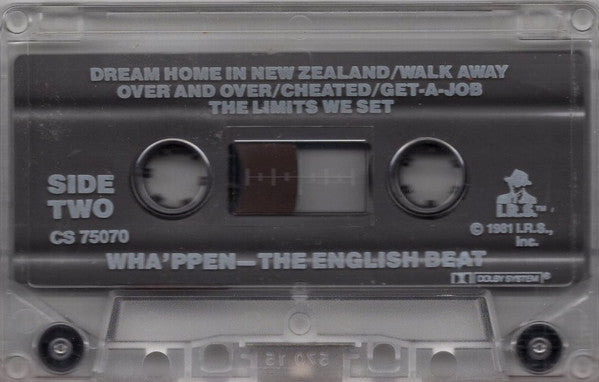 DREAM HOME IN NEW ZEALAND/WALK AWAY
OVER AND OVER/CHEATED/GET-A-JOB
THE LIMITS WE SET
SIDE
TWO
CS 75070
I.R.S.™
© 1981 I.R.S.,
Inc.
WHA'PPEN—THE ENGLISH BEAT
DOLBY SYSTEM®